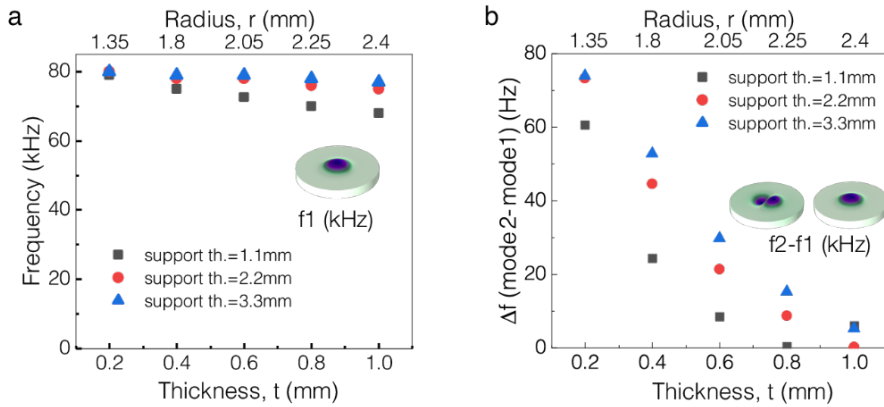 a
Radius, r (mm)
1.35 1.8 2.05 2.25 2.4
80
60
40
20
0
Frequency (kHz)
f1 (kHz)
support th.=1.1mm
support th.=2.2mm
support th.=3.3mm
0.2 0.4 0.6 0.8 1.0
Thickness, t (mm)
b
Radius, r (mm)
1.35 1.8 2.05 2.25 2.4
80
60
40
20
0
Δf (mode2-mode1) (Hz)
support th.=1.1mm
support th.=2.2mm
support th.=3.3mm
f2-f1 (kHz)
0.2 0.4 0.6 0.8 1.0
Thickness, t (mm)